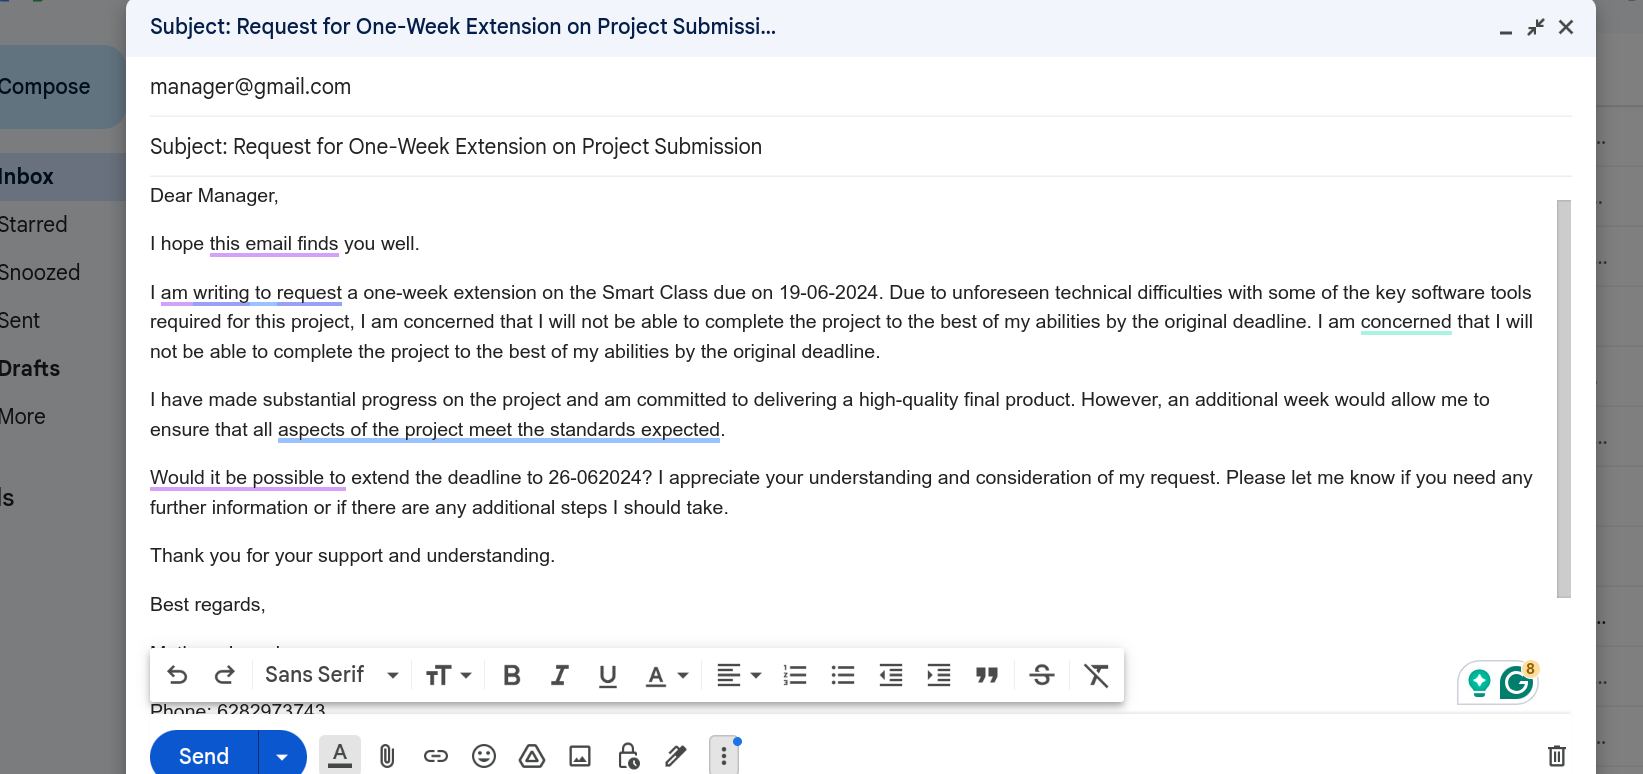 Subject: Request for One-Week Extension on Project Submissi...
Compose
manager@gmail.com
Subject: Request for One-Week Extension on Project Submission
Inbox
Starred
Snoozed
Sent
Drafts
More
Dear Manager,
I hope this email finds you well.
I am writing to request a one-week extension on the Smart Class due on 19-06-2024. Due to unforeseen technical difficulties with some of the key software tools
required for this project, I am concerned that I will not be able to complete the project to the best of my abilities by the original deadline. I am concerned that I will
not be able to complete the project to the best of my abilities by the original deadline.
I have made substantial progress on the project and am committed to delivering a high-quality final product. However, an additional week would allow me to
ensure that all aspects of the project meet the standards expected.
Would it be possible to extend the deadline to 26-062024? I appreciate your understanding and consideration of my request. Please let me know if you need any
further information or if there are any additional steps I should take.
Thank you for your support and understanding.
Best regards,
Sans Serif
8
Phone: 6282973743
Send